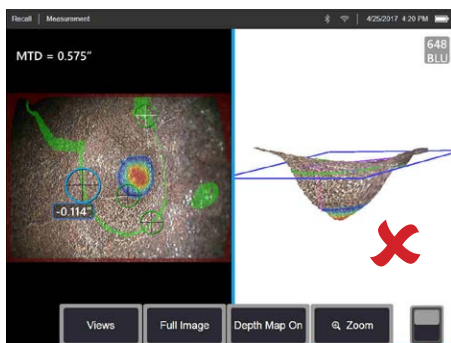 Recall | Measurement
4/25/2017 4:20 PM
MTD = 0.575"
648
BLU
-0.114"
Views
Full Image
Depth Map On
Zoom